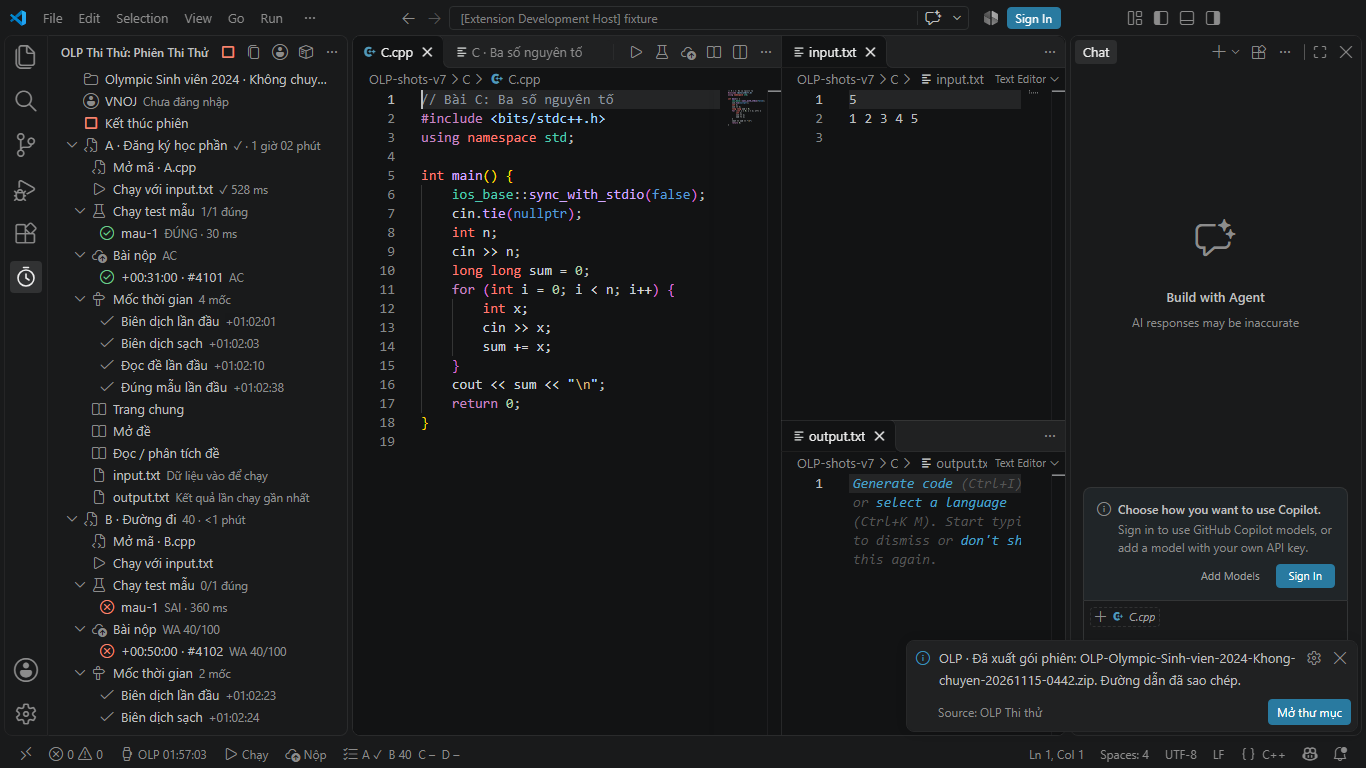 File Edit Selection View Go Run ···
[Extension Development Host] fixture
Sign In
OLP Thi Thử: Phiên Thi Thử
Olympic Sinh viên 2024 · Không chuy...
VNOJ Chưa đăng nhập
Kết thúc phiên
A · Đăng ký học phần ✓ · 1 giờ 02 phút
Mở mã · A.cpp
Chạy với input.txt ✓ 528 ms
Chạy test mẫu 1/1 đúng
mau-1 ĐÚNG · 30 ms
Bài nộp AC
+00:31:00 · #4101 AC
Mốc thời gian 4 mốc
Biên dịch lần đầu +01:02:01
Biên dịch sạch +01:02:03
Đọc đề lần đầu +01:02:10
Đúng mẫu lần đầu +01:02:38
Trang chung
Mở đề
Đọc / phân tích đề
input.txt Dữ liệu vào để chạy
output.txt Kết quả lần chạy gần nhất
B · Đường đi 40 · <1 phút
Mở mã · B.cpp
Chạy với input.txt
Chạy test mẫu 0/1 đúng
mau-1 SAI · 360 ms
Bài nộp WA 40/100
+00:50:00 · #4102 WA 40/100
Mốc thời gian 2 mốc
Biên dịch lần đầu +01:02:23
Biên dịch sạch +01:02:24
C.cpp
C · Ba số nguyên tố
OLP-shots-v7 > C > C.cpp
1 // Bài C: Ba số nguyên tố
2 #include <bits/stdc++.h>
3 using namespace std;
4
5 int main() {
6 ios_base::sync_with_stdio(false);
7 cin.tie(nullptr);
8 int n;
9 cin >> n;
10 long long sum = 0;
11 for (int i = 0; i < n; i++) {
12 int x;
13 cin >> x;
14 sum += x;
15 }
16 cout << sum << "\n";
17 return 0;
18 }
19
input.txt
OLP-shots-v7 > C > input.txt Text Editor
1 5
2 1 2 3 4 5
3
output.txt
OLP-shots-v7 > C > output.tx Text Editor
1 Generate code (Ctrl+I)
or select a language
(Ctrl+K M). Start typi
to dismiss or don't sh
this again.
Chat
Build with Agent
AI responses may be inaccurate
Choose how you want to use Copilot.
Sign in to use GitHub Copilot models, or
add a model with your own API key.
Add Models Sign In
C.cpp
OLP · Đã xuất gói phiên: OLP-Olympic-Sinh-vien-2024-Khong-
chuyen-20261115-0442.zip. Đường dẫn đã sao chép.
Source: OLP Thi thử
Mở thư mục
0 0 OLP 01:57:03 Chạy Nộp A ✓ B 40 C – D –
Ln 1, Col 1 Spaces: 4 UTF-8 LF { } C++